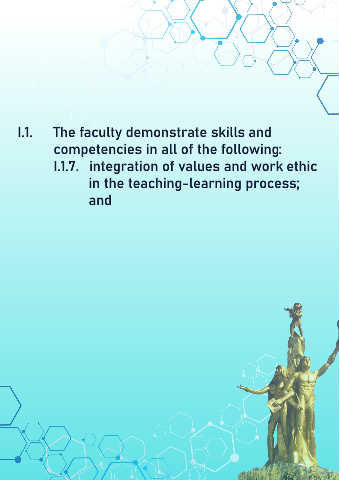 I.1. The faculty demonstrate skills and
competencies in all of the following:
I.1.7. integration of values and work ethic
in the teaching-learning process;
and